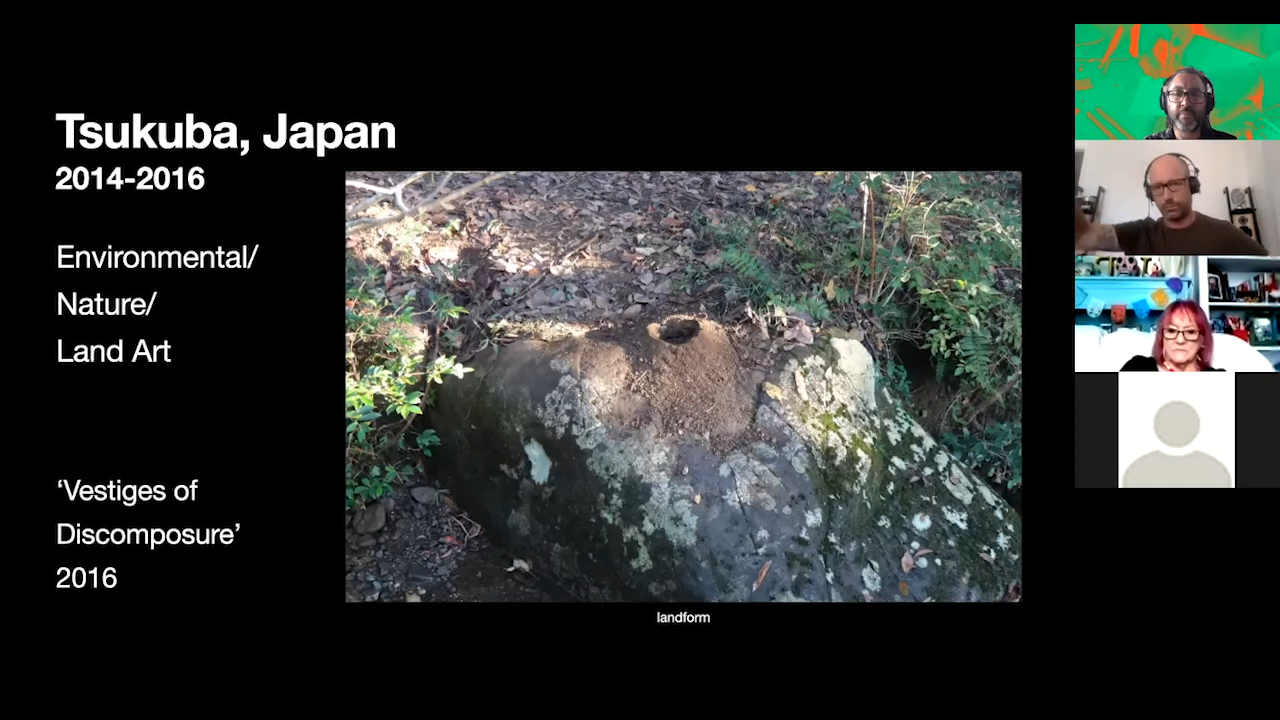 Tsukuba, Japan
2014-2016
Environmental/
Nature/
Land Art
‘Vestiges of
Discomposure’
2016
landform